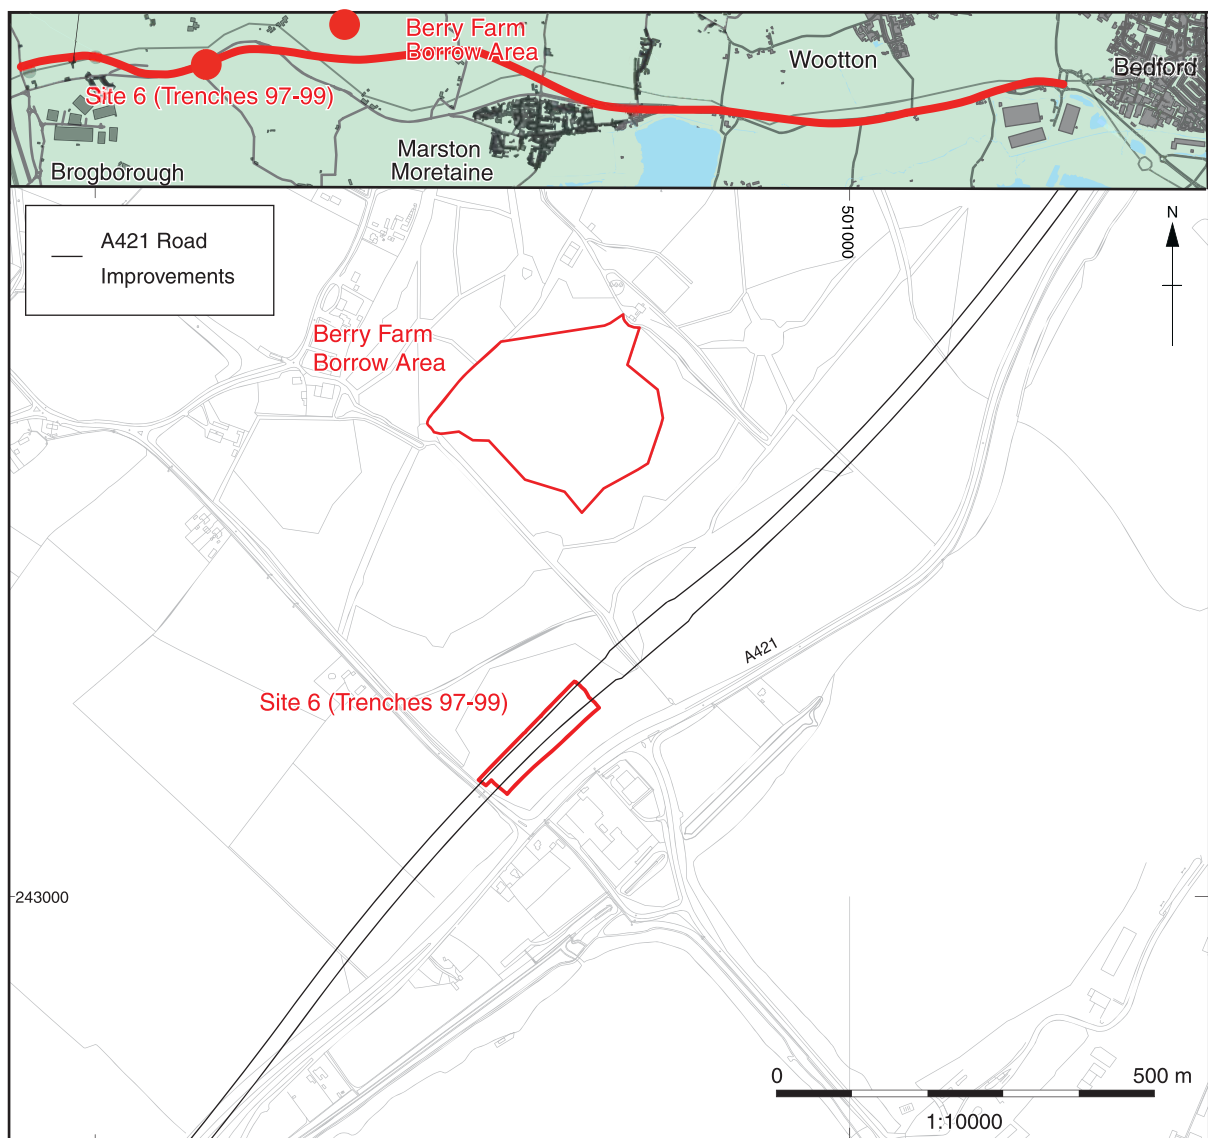 Berry Farm
Borrow Area
Wootton
Bedford
Site 6 (Trenches 97-99)
Marston
Moretaine
Brogborough
A421 Road
Improvements
501000
N
Berry Farm
Borrow Area
A421
Site 6 (Trenches 97-99)
243000
0
500 m
1:10000